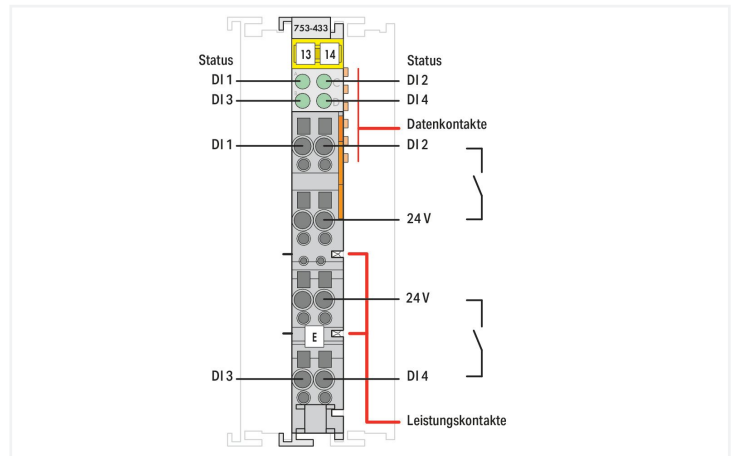 753-433
13 14
Status Status
DI 1 DI 2
DI 3 DI 4
Datenkontakte
DI 1 DI 2
24 V
24 V
E
DI 3 DI 4
Leistungskontakte